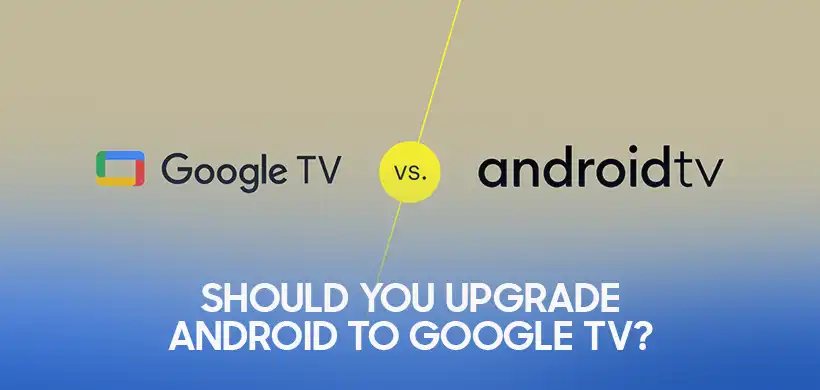 Google TV
vs.
androidtv
SHOULD YOU UPGRADE
ANDROID TO GOOGLE TV?